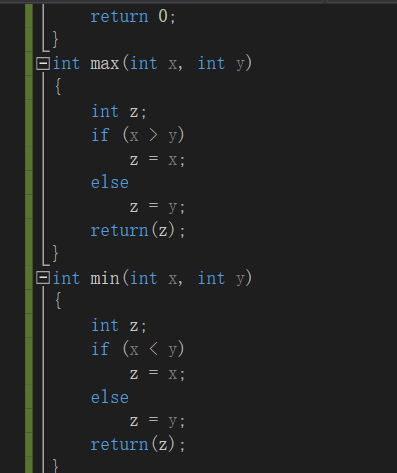 return 0;
}
int max(int x, int y)
{
int z;
if (x > y)
z = x;
else
z = y;
return(z);
}
int min(int x, int y)
{
int z;
if (x < y)
z = x;
else
z = y;
return(z);
}